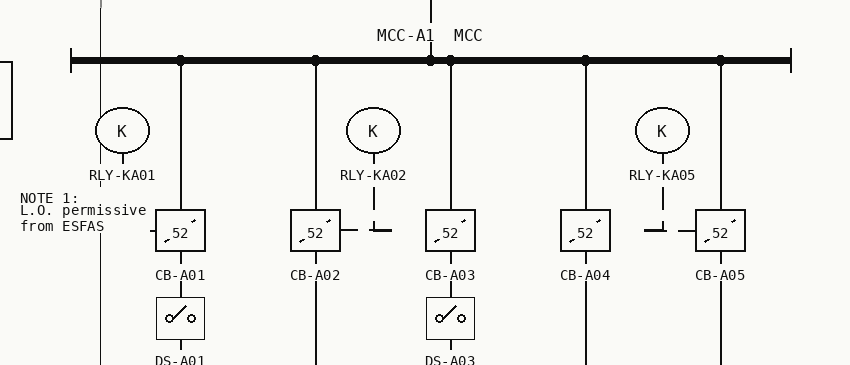 MCC-A1 MCC
K K K
RLY-KA01 RLY-KA02 RLY-KA05
NOTE 1:
L.O. permissive
from ESFAS
52 52 52 52 52
CB-A01 CB-A02 CB-A03 CB-A04 CB-A05
DS-A01 DS-A03